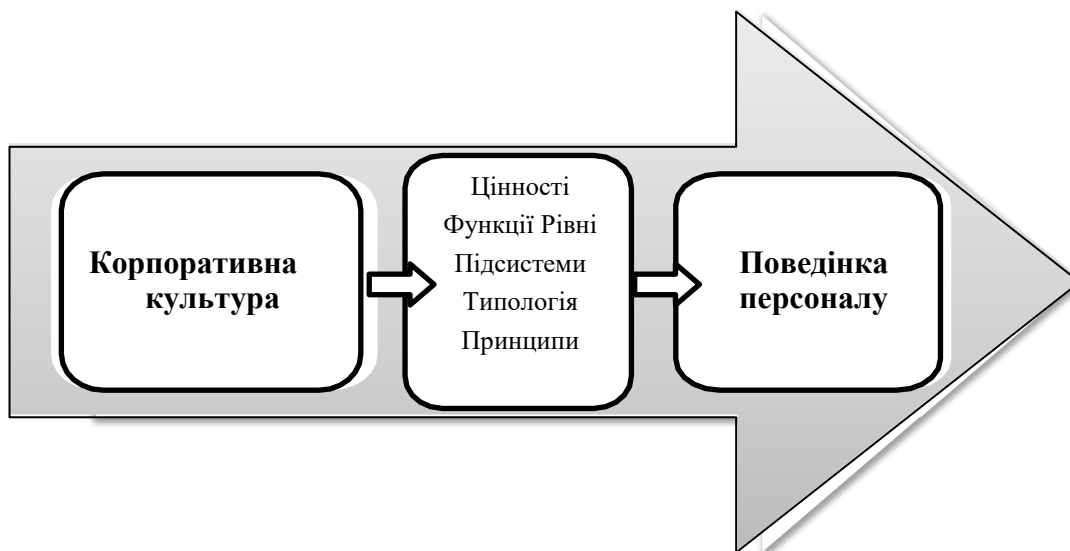 Корпоративна
культура
Цінності
Функції Рівні
Підсистеми
Типологія
Принципи
Поведінка
персоналу